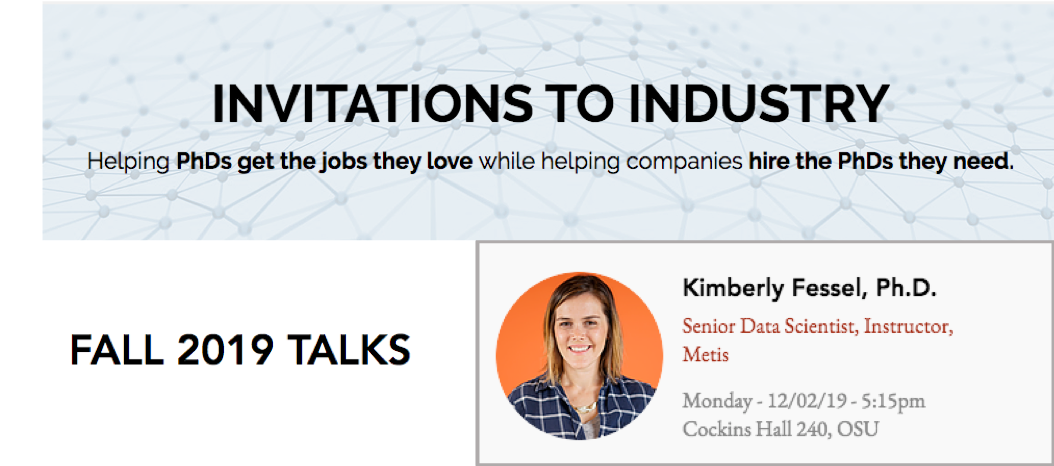 INVITATIONS TO INDUSTRY
Helping PhDs get the jobs they love while helping companies hire the PhDs they need.
FALL 2019 TALKS
Kimberly Fessel, Ph.D.
Senior Data Scientist, Instructor,
Metis
Monday - 12/02/19 - 5:15pm
Cockins Hall 240, OSU